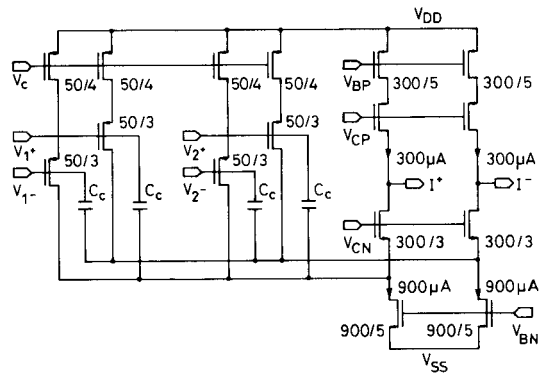 V_DD
V_c
50/4
50/4
50/4
50/4
V_BP
300/5
300/5
V_1+
50/3
V_2+
50/3
V_CP
V_1-
50/3
V_2-
50/3
300µA
300µA
C_c
C_c
C_c
C_c
I+
I-
V_CN
300/3
300/3
900µA
900µA
900/5
900/5
V_BN
V_SS